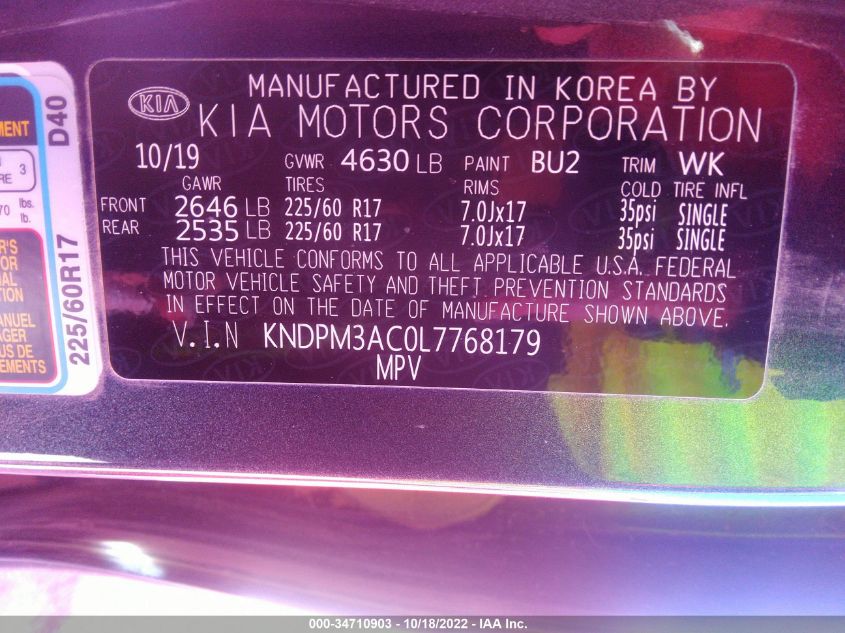 MANUFACTURED IN KOREA BY
KIA KIA MOTORS CORPORATION
10/19 GVWR 4630 LB PAINT BU2 TRIM WK
GAWR TIRES RIMS COLD TIRE INFL
FRONT 2646 LB 225/60 R17 7.0Jx17 35psi SINGLE
REAR 2535 LB 225/60 R17 7.0Jx17 35psi SINGLE
THIS VEHICLE CONFORMS TO ALL APPLICABLE U.S.A. FEDERAL
MOTOR VEHICLE SAFETY AND THEFT PREVENTION STANDARDS
IN EFFECT ON THE DATE OF MANUFACTURE SHOWN ABOVE.
V.I.N KNDPM3AC0L7768179
MPV
D40
225/60R17
3
lbs.
lb.
000-34710903 - 10/18/2022 - IAA Inc.